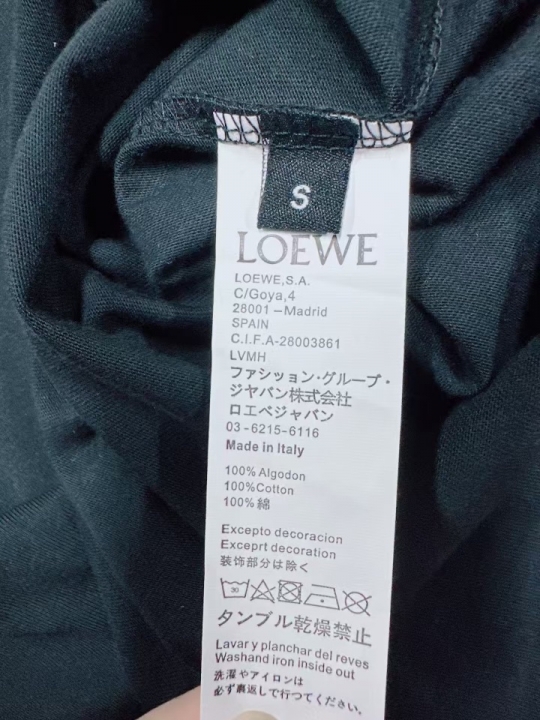 S
LOEWE
LOEWE,S.A.
C/Goya,4
28001 –Madrid
SPAIN
C.I.F.A-28003861
LVMH
ファション・グループ・
ジヤバン株式会社
ロエベジャバン
03-6215-6116
Made in Italy
100% Algodon
100%Cotton
100% 綿
Excepto decoracion
Exceprt decoration
装饰部分は除く
30
タンブル乾燥禁止
Lavar y planchar del reves
Washand iron inside out
洗濯やアイロンは
必ず裏返しで行つてください.